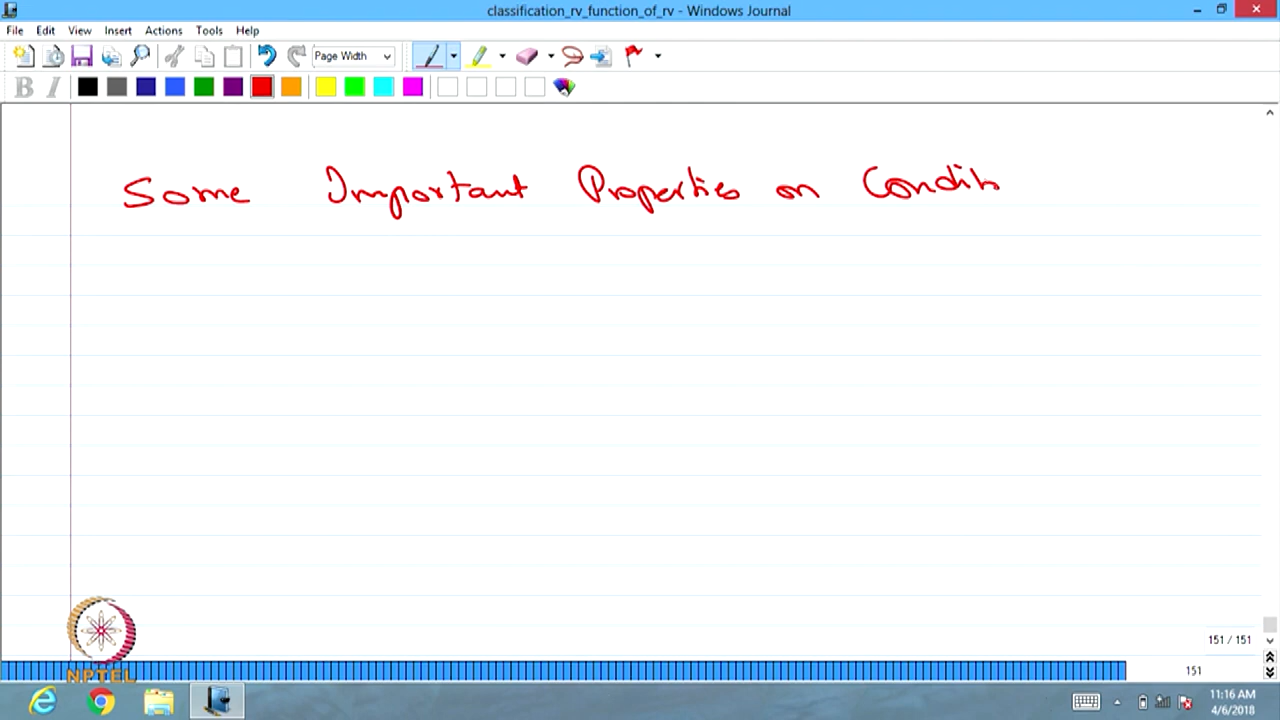 classification_rv_function_of_rv - Windows Journal
File Edit View Insert Actions Tools Help
Page Width
B I
Some Important Properties on Condit
151 / 151
151
NPTEL
11:16 AM
4/6/2018